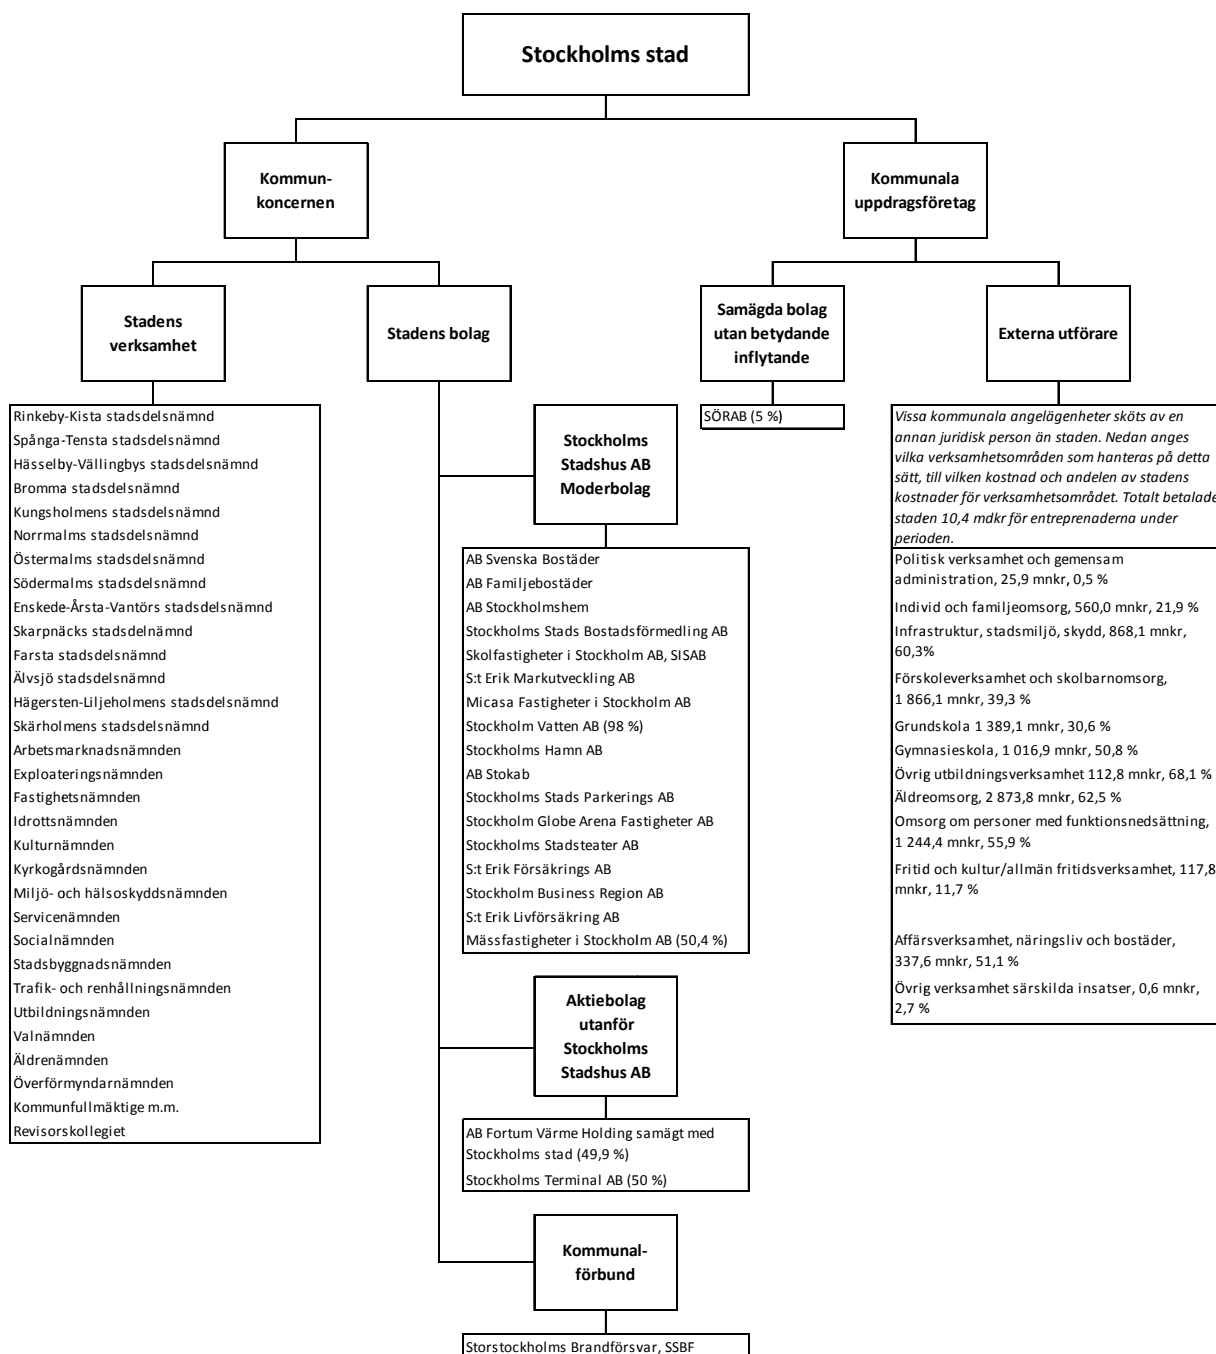 Stockholms stad
Kommun-
koncernen
Kommunala
uppdragsföretag
Stadens
verksamhet
Stadens bolag
Samägda bolag
utan betydande
inflytande
Externa utförare
Rinkeby-Kista stadsdelsnämnd
Spånga-Tensta stadsdelsnämnd
Hässelby-Vällingbys stadsdelsnämnd
Bromma stadsdelsnämnd
Kungsholmens stadsdelsnämnd
Norrmalms stadsdelsnämnd
Östermalms stadsdelsnämnd
Södermalms stadsdelsnämnd
Enskede-Årsta-Vantörs stadsdelsnämnd
Skarpnäcks stadsdelnämnd
Farsta stadsdelsnämnd
Älvsjö stadsdelsnämnd
Hägersten-Liljeholmens stadsdelsnämnd
Skärholmens stadsdelsnämnd
Arbetsmarknadsnämnden
Exploateringsnämnden
Fastighetsnämnden
Idrottsnämnden
Kulturnämnden
Kyrkogårdsnämnden
Miljö- och hälsoskyddsnämnden
Servicenämnden
Socialnämnden
Stadsbyggnadsnämnden
Trafik- och renhållningsnämnden
Utbildningsnämnden
Valnämnden
Äldrenämnden
Överförmyndarnämnden
Kommunfullmäktige m.m.
Revisorskollegiet
Stockholms
Stadshus AB
Moderbolag
AB Svenska Bostäder
AB Familjebostäder
AB Stockholmshem
Stockholms Stads Bostadsförmedling AB
Skolfastigheter i Stockholm AB, SISAB
S:t Erik Markutveckling AB
Micasa Fastigheter i Stockholm AB
Stockholm Vatten AB (98 %)
Stockholms Hamn AB
AB Stokab
Stockholms Stads Parkerings AB
Stockholm Globe Arena Fastigheter AB
Stockholms Stadsteater AB
S:t Erik Försäkrings AB
Stockholm Business Region AB
S:t Erik Livförsäkring AB
Mässfastigheter i Stockholm AB (50,4 %)
Aktiebolag
utanför
Stockholms
Stadshus AB
AB Fortum Värme Holding samägt med
Stockholms stad (49,9 %)
Stockholms Terminal AB (50 %)
Kommunal-
förbund
Storstockholms Brandförsvar, SSBF
SÖRAB (5 %)
Vissa kommunala angelägenheter sköts av en
annan juridisk person än staden. Nedan anges
vilka verksamhetsområden som hanteras på detta
sätt, till vilken kostnad och andelen av stadens
kostnader för verksamhetsområdet. Totalt betalade
staden 10,4 mdkr för entreprenaderna under
perioden.
Politisk verksamhet och gemensam
administration, 25,9 mnkr, 0,5 %
Individ och familjeomsorg, 560,0 mnkr, 21,9 %
Infrastruktur, stadsmiljö, skydd, 868,1 mnkr,
60,3%
Förskoleverksamhet och skolbarnomsorg,
1 866,1 mnkr, 39,3 %
Grundskola 1 389,1 mnkr, 30,6 %
Gymnasieskola, 1 016,9 mnkr, 50,8 %
Övrig utbildningsverksamhet 112,8 mnkr, 68,1 %
Äldreomsorg, 2 873,8 mnkr, 62,5 %
Omsorg om personer med funktionsnedsättning,
1 244,4 mnkr, 55,9 %
Fritid och kultur/allmän fritidsverksamhet, 117,8
mnkr, 11,7 %
Affärsverksamhet, näringsliv och bostäder,
337,6 mnkr, 51,1 %
Övrig verksamhet särskilda insatser, 0,6 mnkr,
2,7 %